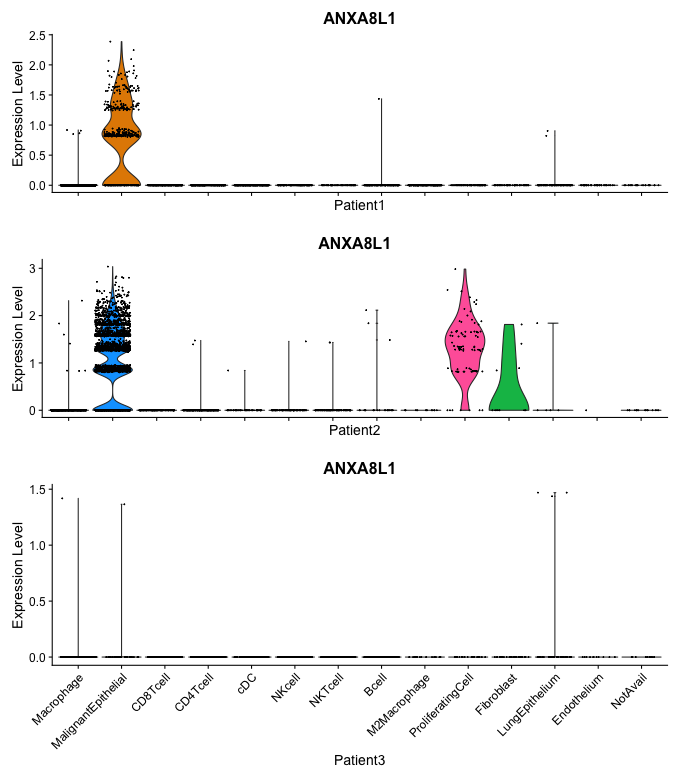 ANXA8L1
Expression Level
2.5
2.0
1.5
1.0
0.5
0.0
Patient1
ANXA8L1
Expression Level
3
2
1
0
Patient2
ANXA8L1
Expression Level
1.5
1.0
0.5
0.0
Macrophage
MalignantEpithelial
CD8Tcell
CD4Tcell
cDC
NKcell
NKTcell
Bcell
M2Macrophage
ProliferatingCell
Fibroblast
LungEpithelium
Endothelium
NotAvail
Patient3